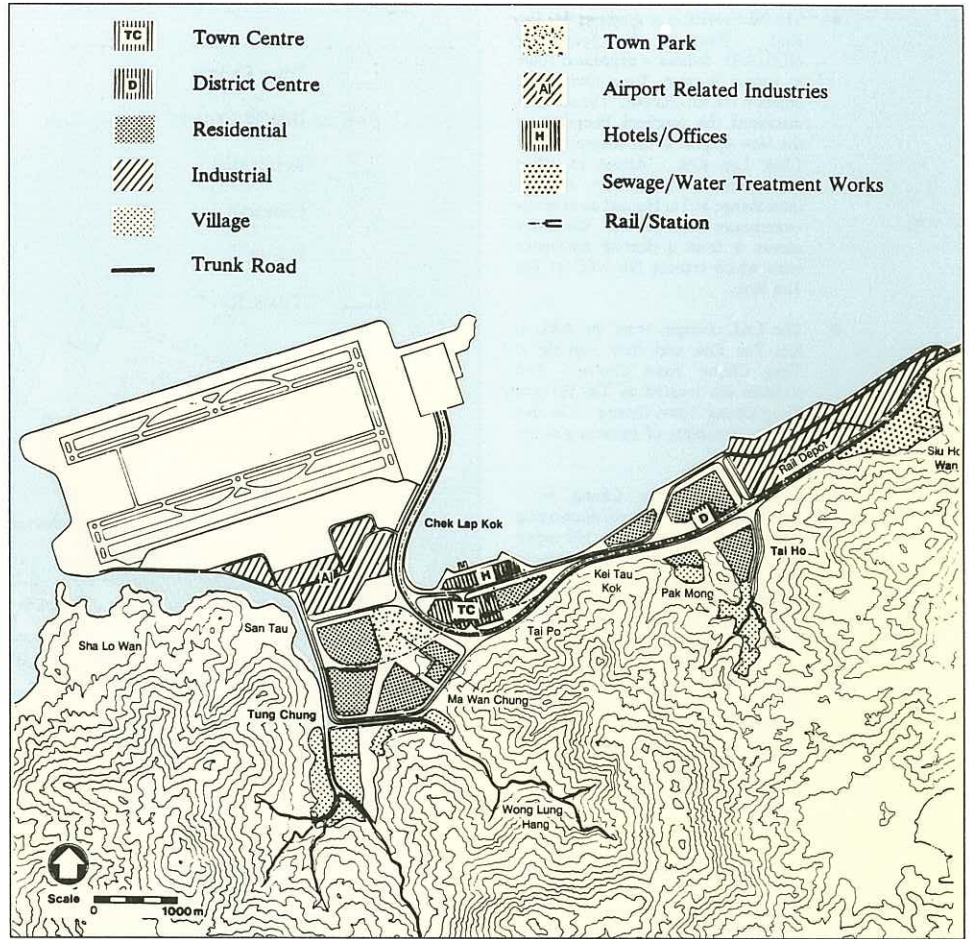 TC Town Centre
D District Centre
Residential
Industrial
Village
Trunk Road
Town Park
AI Airport Related Industries
H Hotels/Offices
Sewage/Water Treatment Works
Rail/Station
Rail Depot
Siu Ho
Wan
Chek Lap Kok
D
Tai Ho
AI
H
TC
Kei Tau
Kok
Pak Mong
San Tau
Sha Lo Wan
Tai Po
Ma Wan Chung
Tung Chung
Wong Lung
Hang
Scale
0 1000m